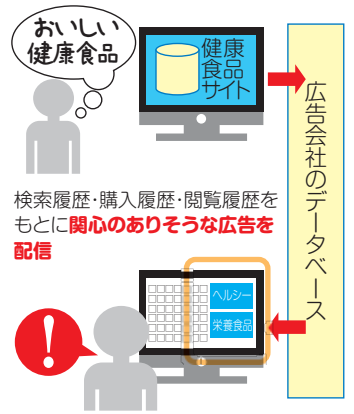 おいしい
健康食品
健康
食品
サイト
広告会社のデータベース
検索履歴・購入履歴・閲覧履歴を
もとに関心のありそうな広告を
配信
ヘルシー
栄養食品
!